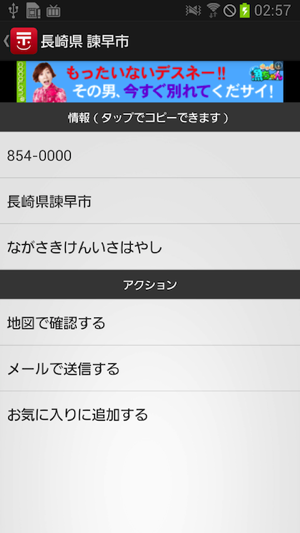 02:57
長崎県 諫早市
もったいないデスネー!!
その男、今すぐ別れてくだサイ!
情報 ( タップでコピーできます )
854-0000
長崎県諫早市
ながさきけんいさはやし
アクション
地図で確認する
メールで送信する
お気に入りに追加する